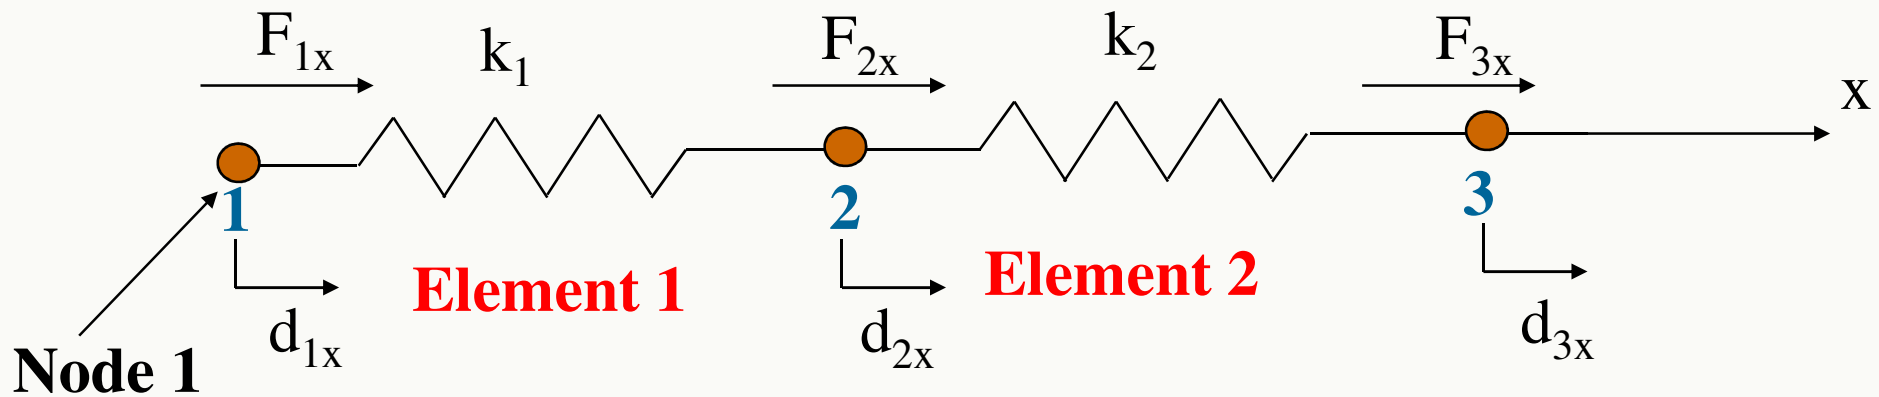 F1x k1 F2x k2 F3x
x
1 2 3
Element 1 Element 2
d1x d2x d3x
Node 1